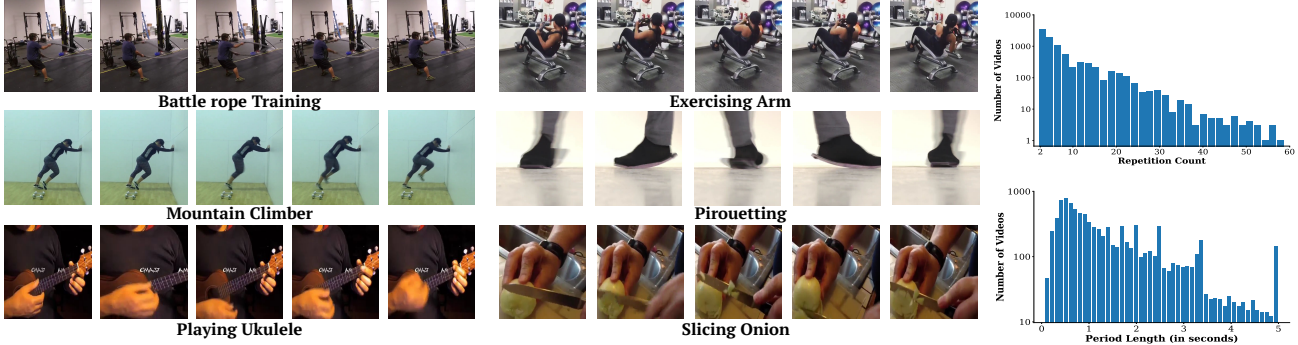 Battle rope Training
Exercising Arm
Mountain Climber
Pirouetting
Playing Ukulele
Slicing Onion
10000
1000
100
10
1
Number of Videos
2 10 20 30 40 50 60
Repetition Count
1000
100
10
Number of Videos
0 1 2 3 4 5
Period Length (in seconds)